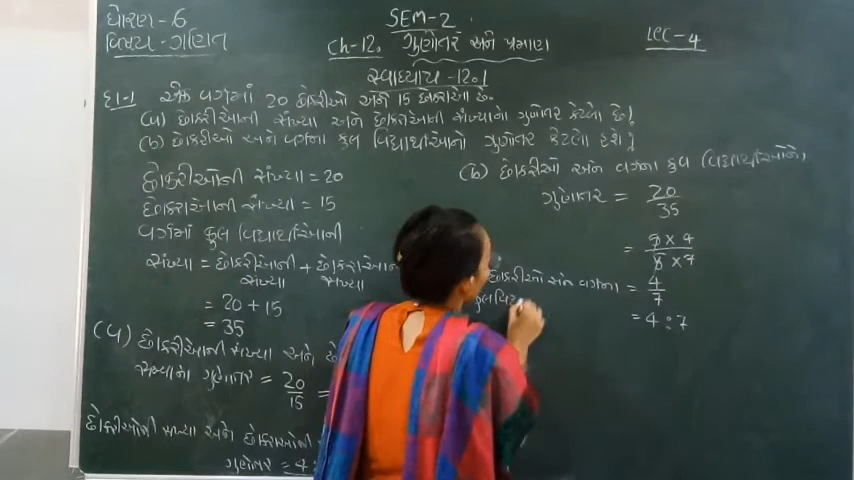 ધોરણ - 6
વિષય - ગણિત
SEM-2
Ch-12. ગુણોત્તર અને પ્રમાણ
LEC-4
સ્વાધ્યાય - 12.1
દા-1 એક વર્ગમાં 20 છોકરીઓ અને 15 છોકરાઓ છે.
(a) છોકરીઓની સંખ્યા અને છોકરાઓની સંખ્યાનો ગુણોત્તર કેટલો છે?
(b) છોકરીઓ અને વર્ગના કુલ વિદ્યાર્થીઓનો ગુણોત્તર કેટલો હશે?
છોકરીઓની સંખ્યા = 20
છોકરાઓની સંખ્યા = 15
વર્ગમાં કુલ વિદ્યાર્થીઓની
સંખ્યા = છોકરીઓની સંખ્યા + છોકરાઓની સંખ્યા
= 20 + 15
= 35
(a) છોકરીઓની સંખ્યા અને
સંખ્યાનો ગુણોત્તર = 20/15 =
છોકરીઓની સંખ્યા અને છોકરાઓની
ગુણોત્તર = 4:
(b) છોકરીઓ અને વર્ગના કુલ વિદ્યાર્થીઓનો
ગુણોત્તર = 20/35
= 5 × 4 / 5 × 7
= 4/7
છોકરીઓ અને વર્ગના
કુલ
= 4 : 7